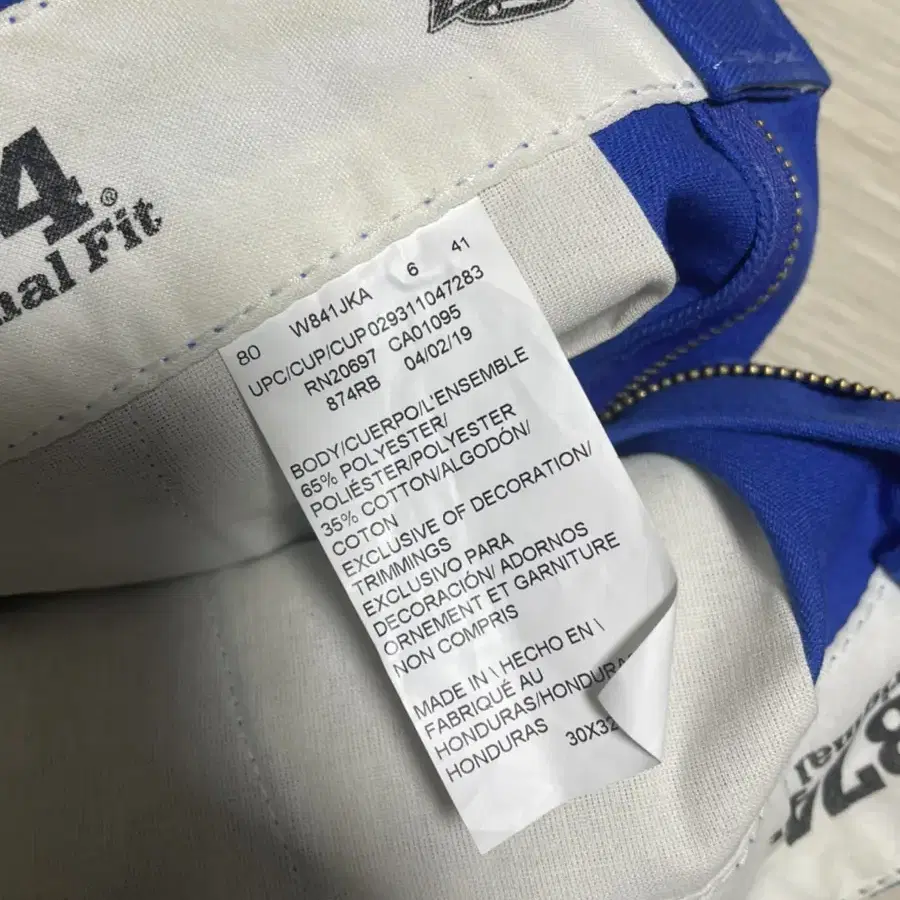 4®
nal Fit
80 W841JKA 6 41
UPC/CUP/CUP029311047283
RN20697 CA01095
874RB 04/02/19
BODY/CUERPO/L'ENSEMBLE
65% POLYESTER/
POLIÉSTER/POLYESTER
35% COTTON/ALGODÓN/
COTON
EXCLUSIVE OF DECORATION/
TRIMMINGS
EXCLUSIVO PARA
DECORACIÓN/ ADORNOS
ORNEMENT ET GARNITURE
NON COMPRIS
MADE IN \ HECHO EN \
FABRIQUÉ AU
HONDURAS/HONDURAS
HONDURAS 30X32
874